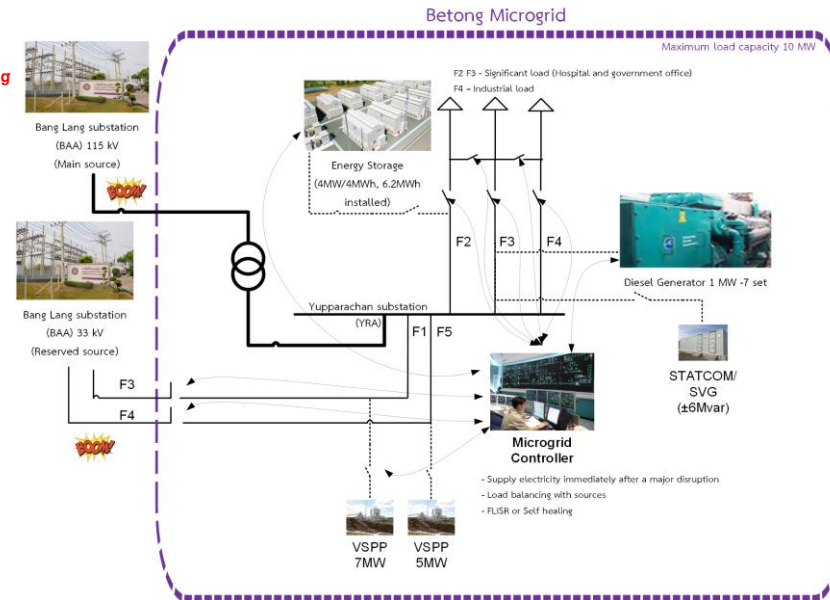 Betong Microgrid
Maximum load capacity 10 MW
g
Bang Lang substation
(BAA) 115 kV
(Main source)
BOOM!
F2 F3 - Significant load (Hospital and government office)
F4 – Industrial load
Energy Storage
(4MW/4MWh, 6.2MWh
installed)
F2
F3
F4
Diesel Generator 1 MW -7 set
Bang Lang substation
(BAA) 33 kV
(Reserved source)
Yupparachan substation
(YRA)
F1
F5
STATCOM/
SVG
(±6Mvar)
F3
F4
BOOM!
Microgrid
Controller
- Supply electricity immediately after a major disruption
- Load balancing with sources
- FLISR or Self healing
VSPP
7MW
VSPP
5MW